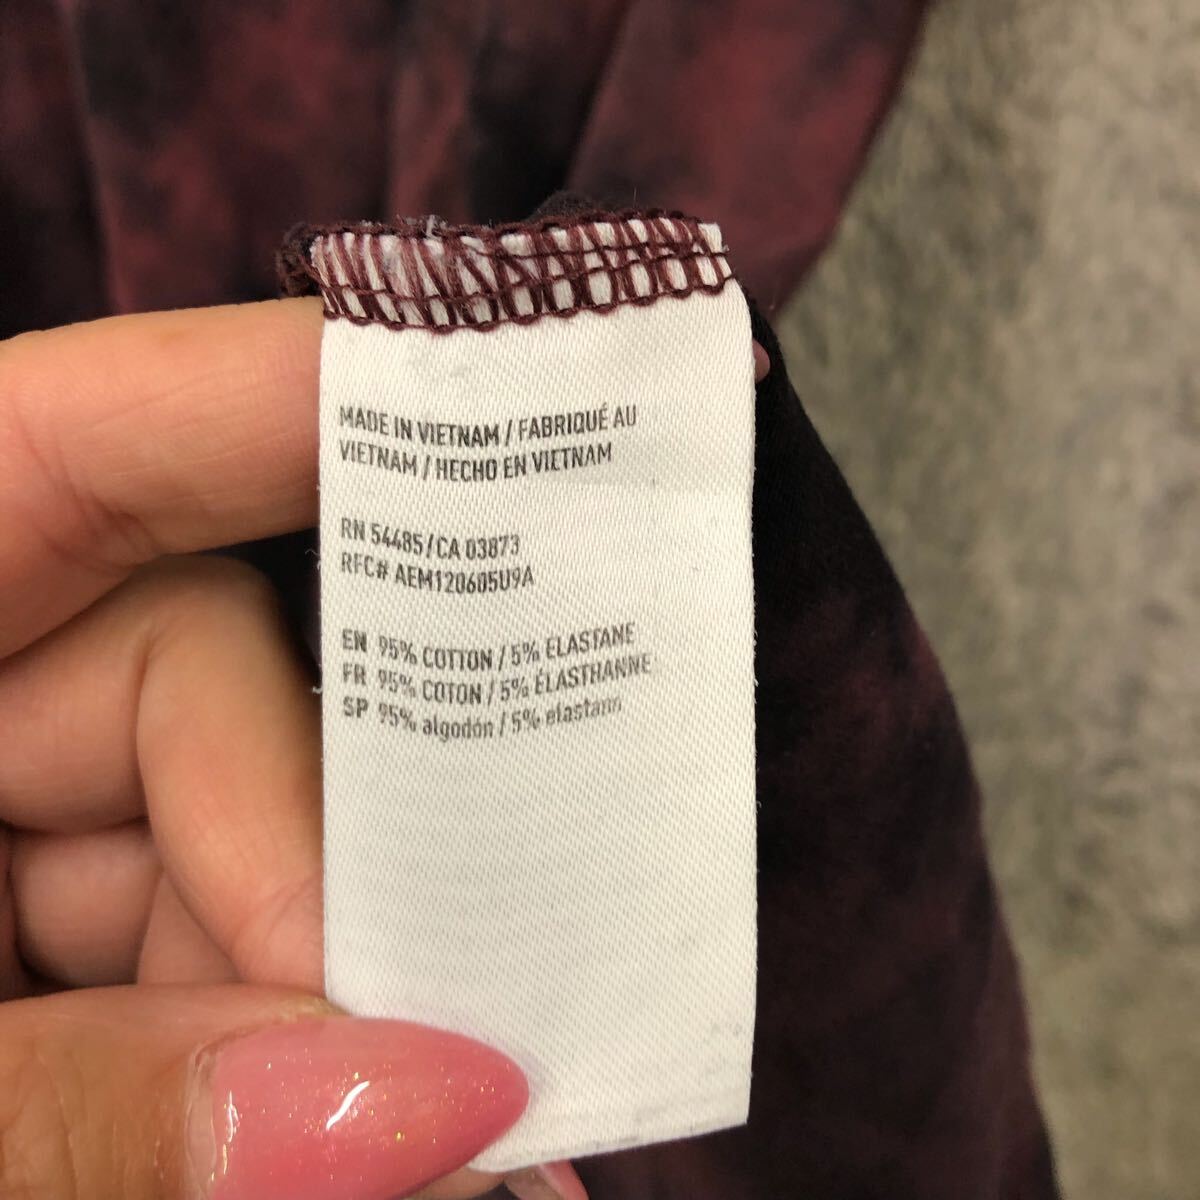 MADE IN VIETNAM / FABRIQUÉ AU
VIETNAM / HECHO EN VIETNAM
RN 54485/CA 03873
RFC# AEM120605U9A
EN 95% COTTON / 5% ELASTANE
FR 95% COTON / 5% ÉLASTHANNE
SP 95% algodón / 5% elastann